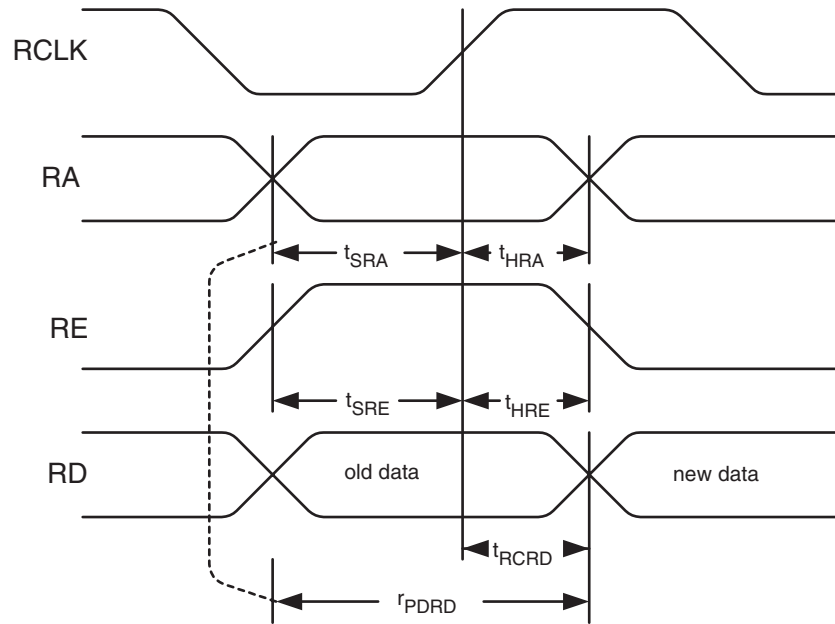 RCLK
RA
tSRA tHRA
RE
tSRE tHRE
RD old data new data
tRCRD
rPDRD